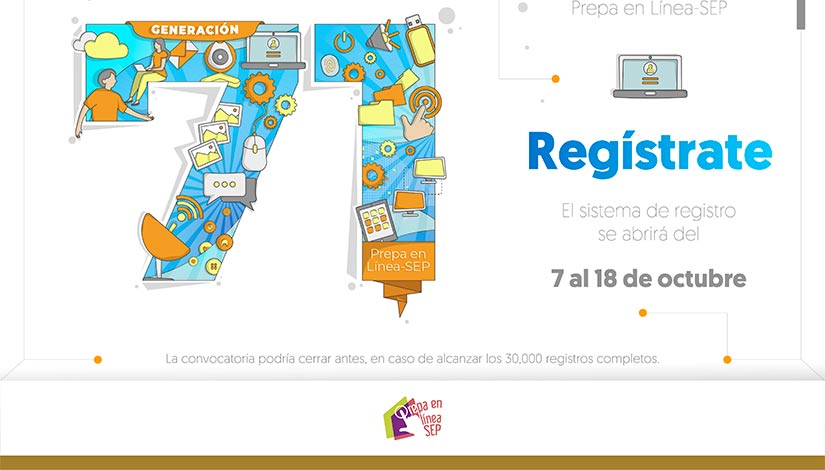 GENERACIÓN
71
Prepa en
Línea-SEP
Prepa en Línea-SEP
Regístrate
El sistema de registro
se abrirá del
7 al 18 de octubre
La convocatoria podría cerrar antes, en caso de alcanzar los 30,000 registros completos.
Prepa en
línea
SEP